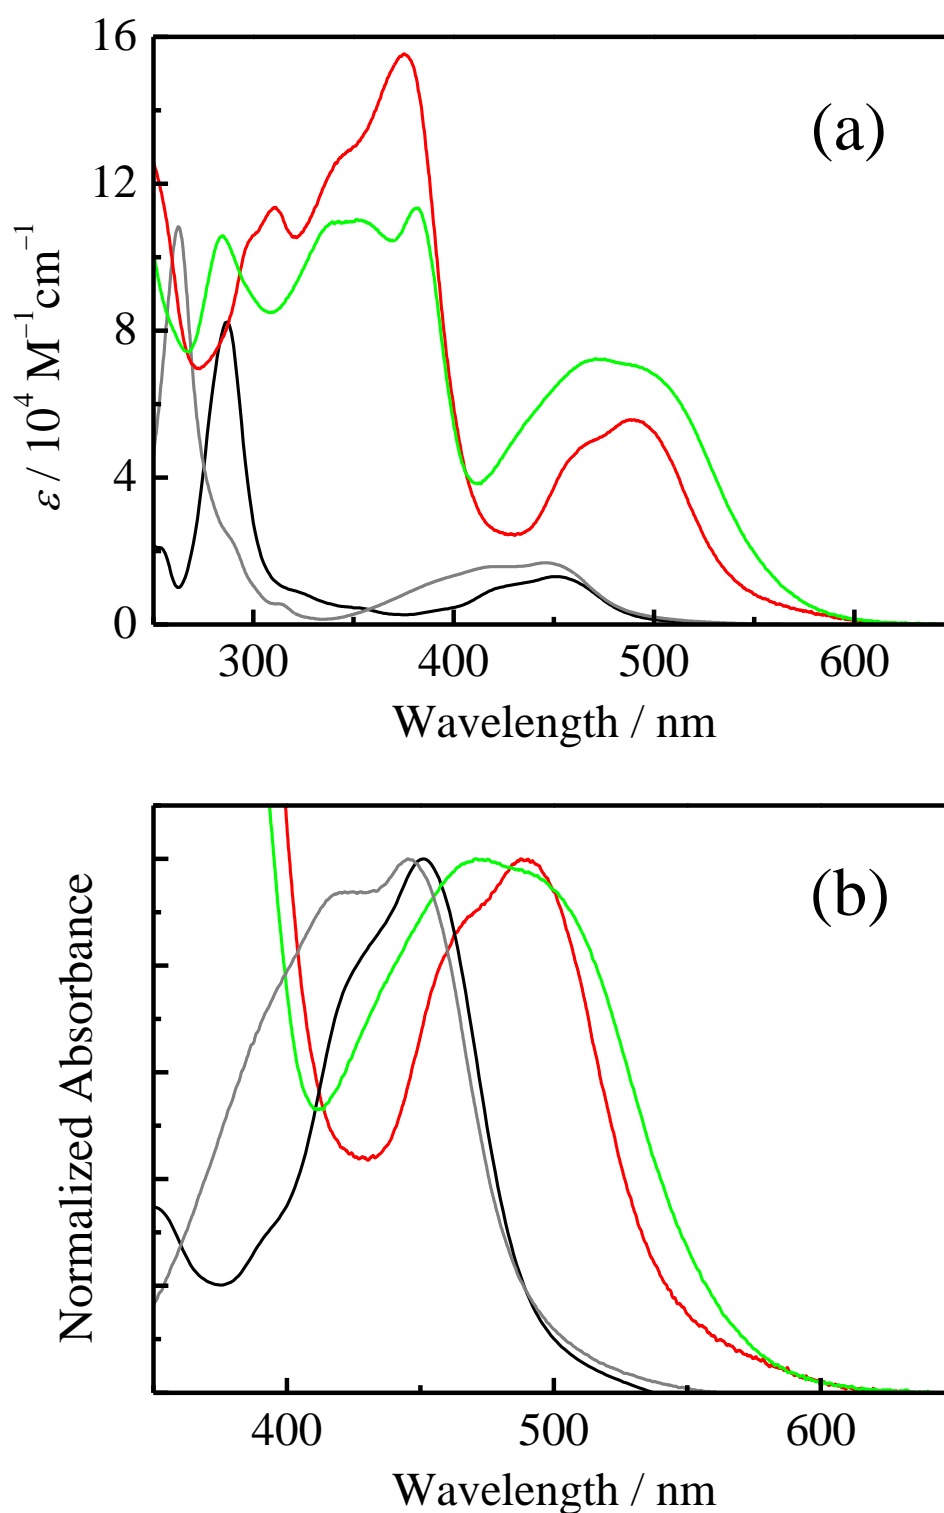 16
(a)
12
8
4
0
ε / 10⁴ M⁻¹cm⁻¹
300 400 500 600
Wavelength / nm
(b)
Normalized Absorbance
400 500 600
Wavelength / nm